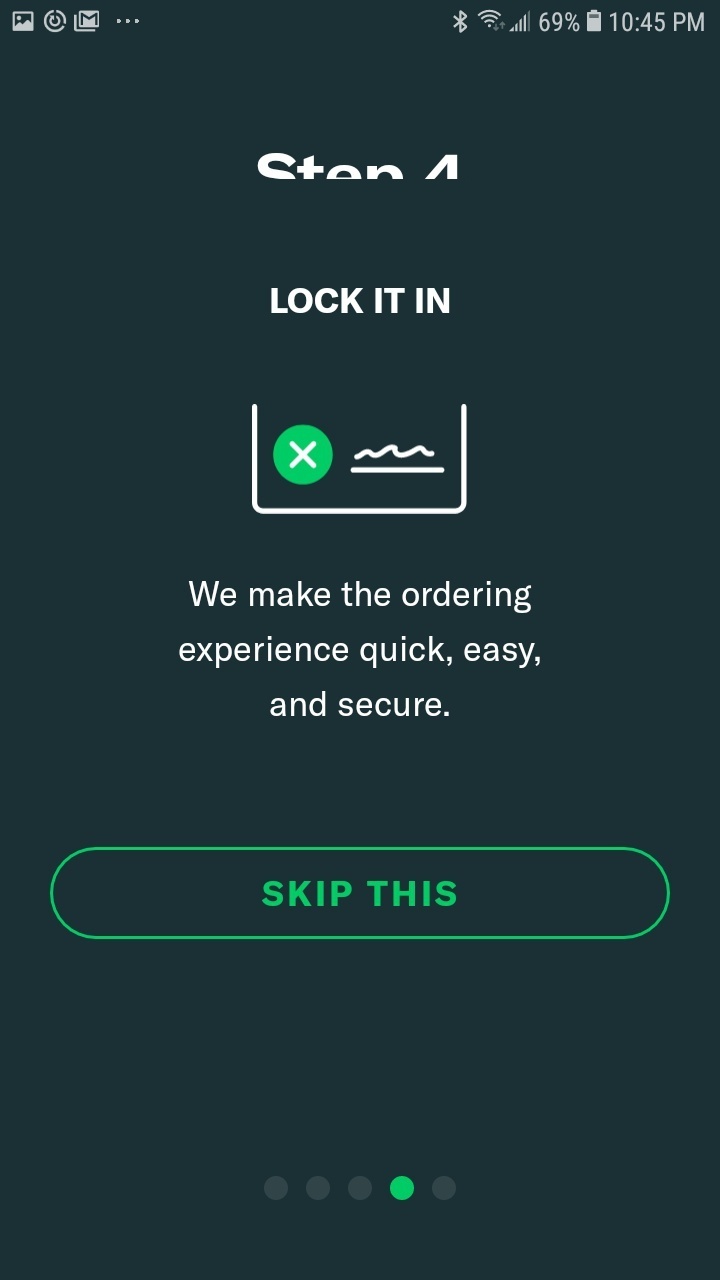 69% 10:45 PM
Step 4
LOCK IT IN
We make the ordering
experience quick, easy,
and secure.
SKIP THIS